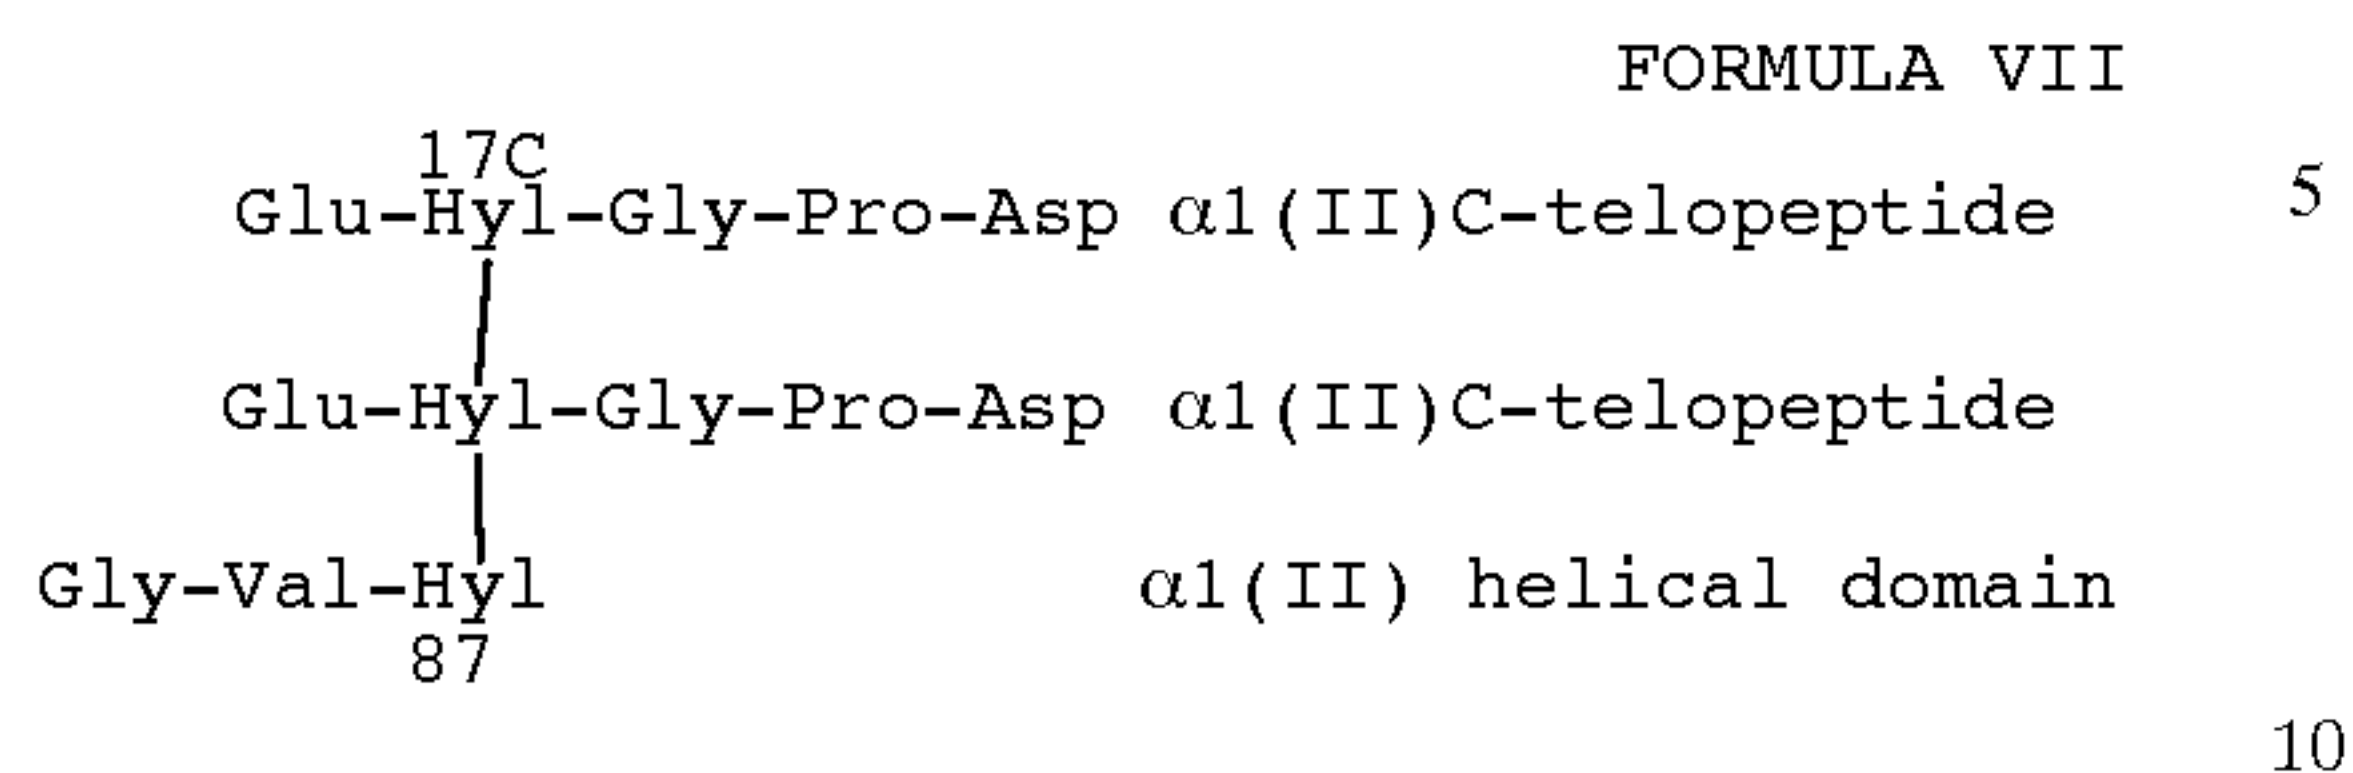 FORMULA VII
17C
Glu-Hyl-Gly-Pro-Asp α1(II)C-telopeptide 5
Glu-Hyl-Gly-Pro-Asp α1(II)C-telopeptide
Gly-Val-Hyl α1(II) helical domain
87
10